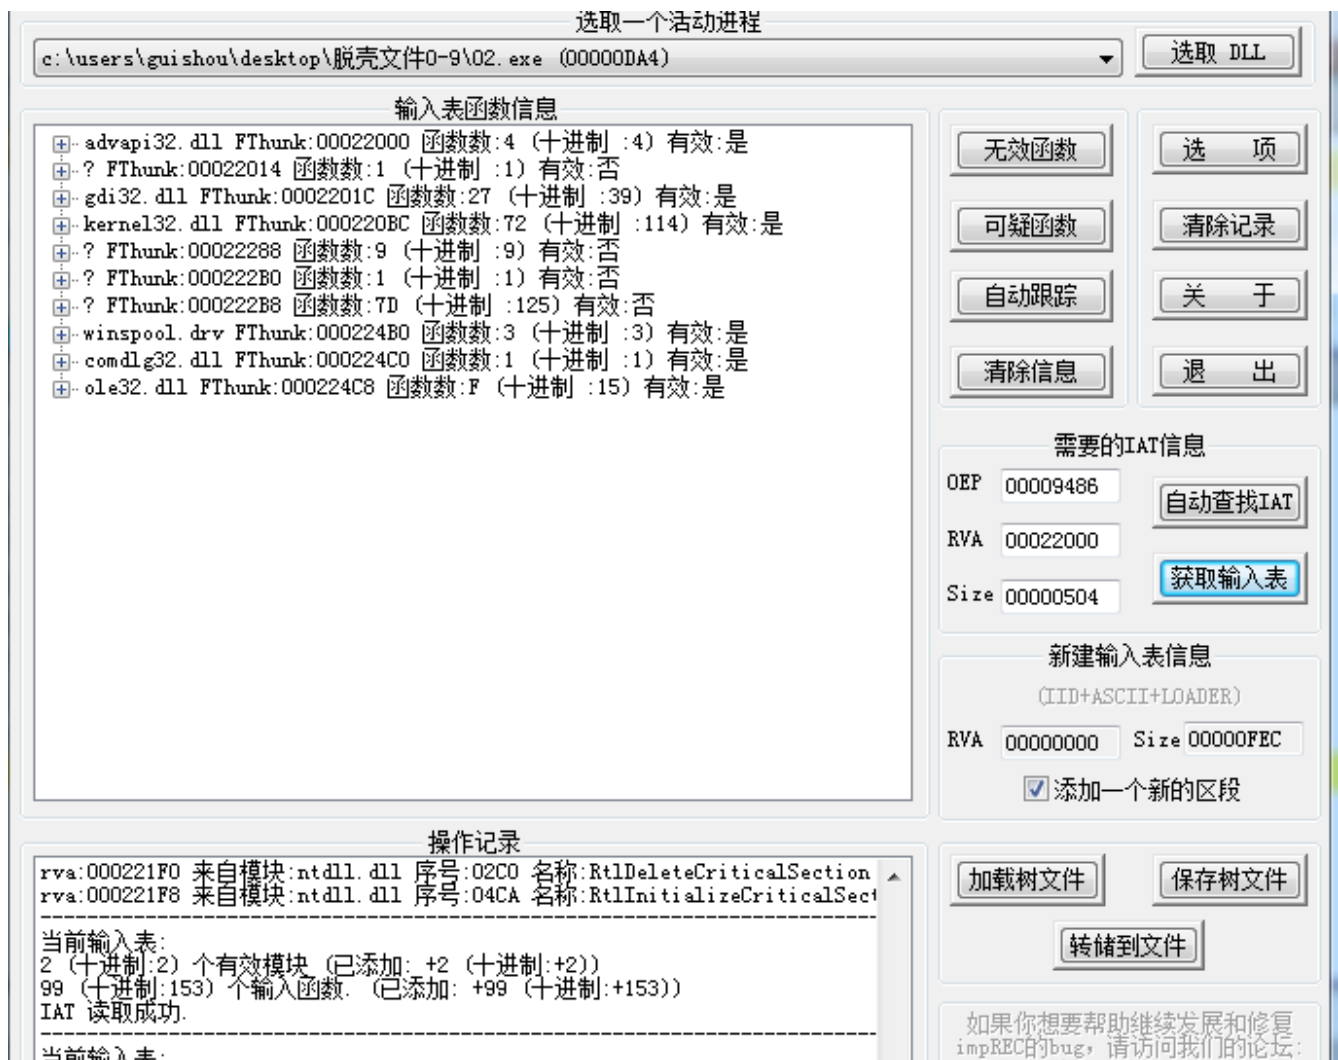 选取一个活动进程
c:\users\guishou\desktop\脱壳文件0-9\02.exe (00000DA4)
选取 DLL
输入表函数信息
advapi32.dll FThunk:00022000 函数数:4 (十进制 :4) 有效:是
? FThunk:00022014 函数数:1 (十进制 :1) 有效:否
gdi32.dll FThunk:0002201C 函数数:27 (十进制 :39) 有效:是
kernel32.dll FThunk:000220BC 函数数:72 (十进制 :114) 有效:是
? FThunk:00022288 函数数:9 (十进制 :9) 有效:否
? FThunk:000222B0 函数数:1 (十进制 :1) 有效:否
? FThunk:000222B8 函数数:7D (十进制 :125) 有效:否
winspool.drv FThunk:000224B0 函数数:3 (十进制 :3) 有效:是
comdlg32.dll FThunk:000224C0 函数数:1 (十进制 :1) 有效:是
ole32.dll FThunk:000224C8 函数数:F (十进制 :15) 有效:是
无效函数
选 项
可疑函数
清除记录
自动跟踪
关 于
清除信息
退 出
需要的IAT信息
OEP 00009486
自动查找IAT
RVA 00022000
获取输入表
Size 00000504
新建输入表信息
(IID+ASCII+LOADER)
RVA 00000000 Size 00000FEC
添加一个新的区段
操作记录
rva:000221F0 来自模块:ntdll.dll 序号:02C0 名称:RtlDeleteCriticalSection
rva:000221F8 来自模块:ntdll.dll 序号:04CA 名称:RtlInitializeCriticalSect
当前输入表:
2 (十进制:2) 个有效模块 (已添加: +2 (十进制:+2))
99 (十进制:153) 个输入函数. (已添加: +99 (十进制:+153))
IAT 读取成功.
当前输入表:
加载树文件
保存树文件
转储到文件
如果你想要帮助继续发展和修复
impREC的bug, 请访问我们的论坛: